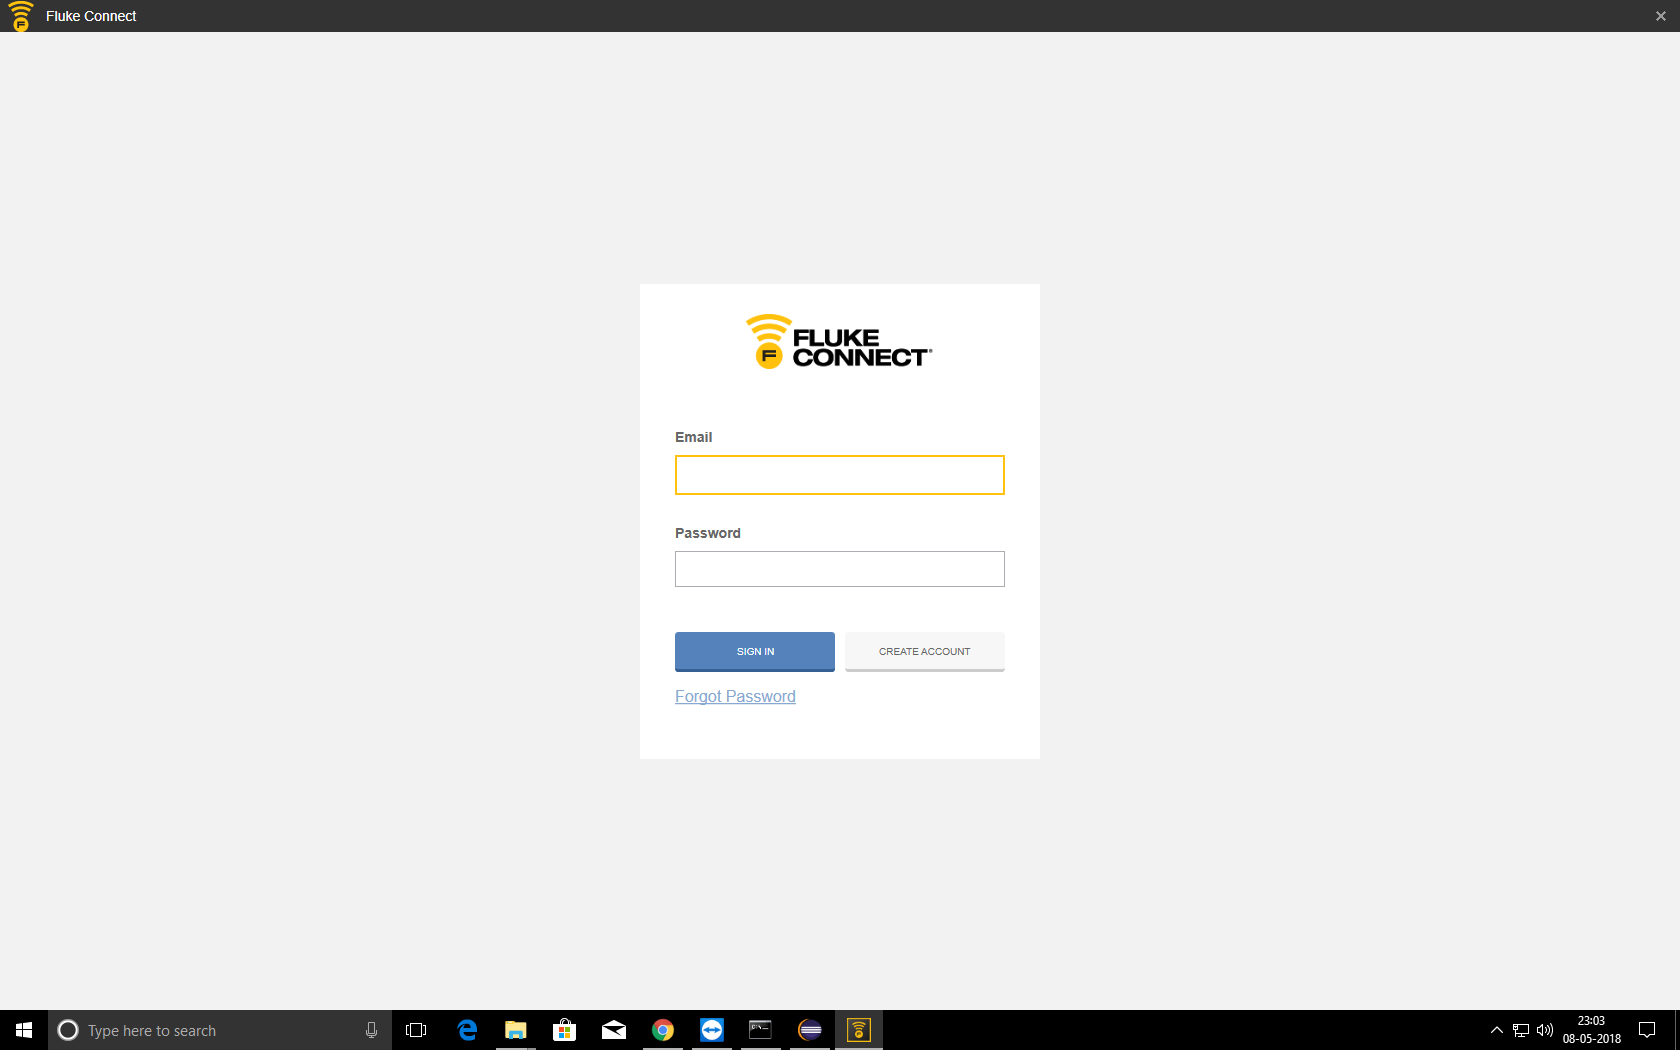 Fluke Connect
FLUKE
CONNECT®
Email
Password
SIGN IN
CREATE ACCOUNT
Forgot Password
Type here to search
23:03
08-05-2018